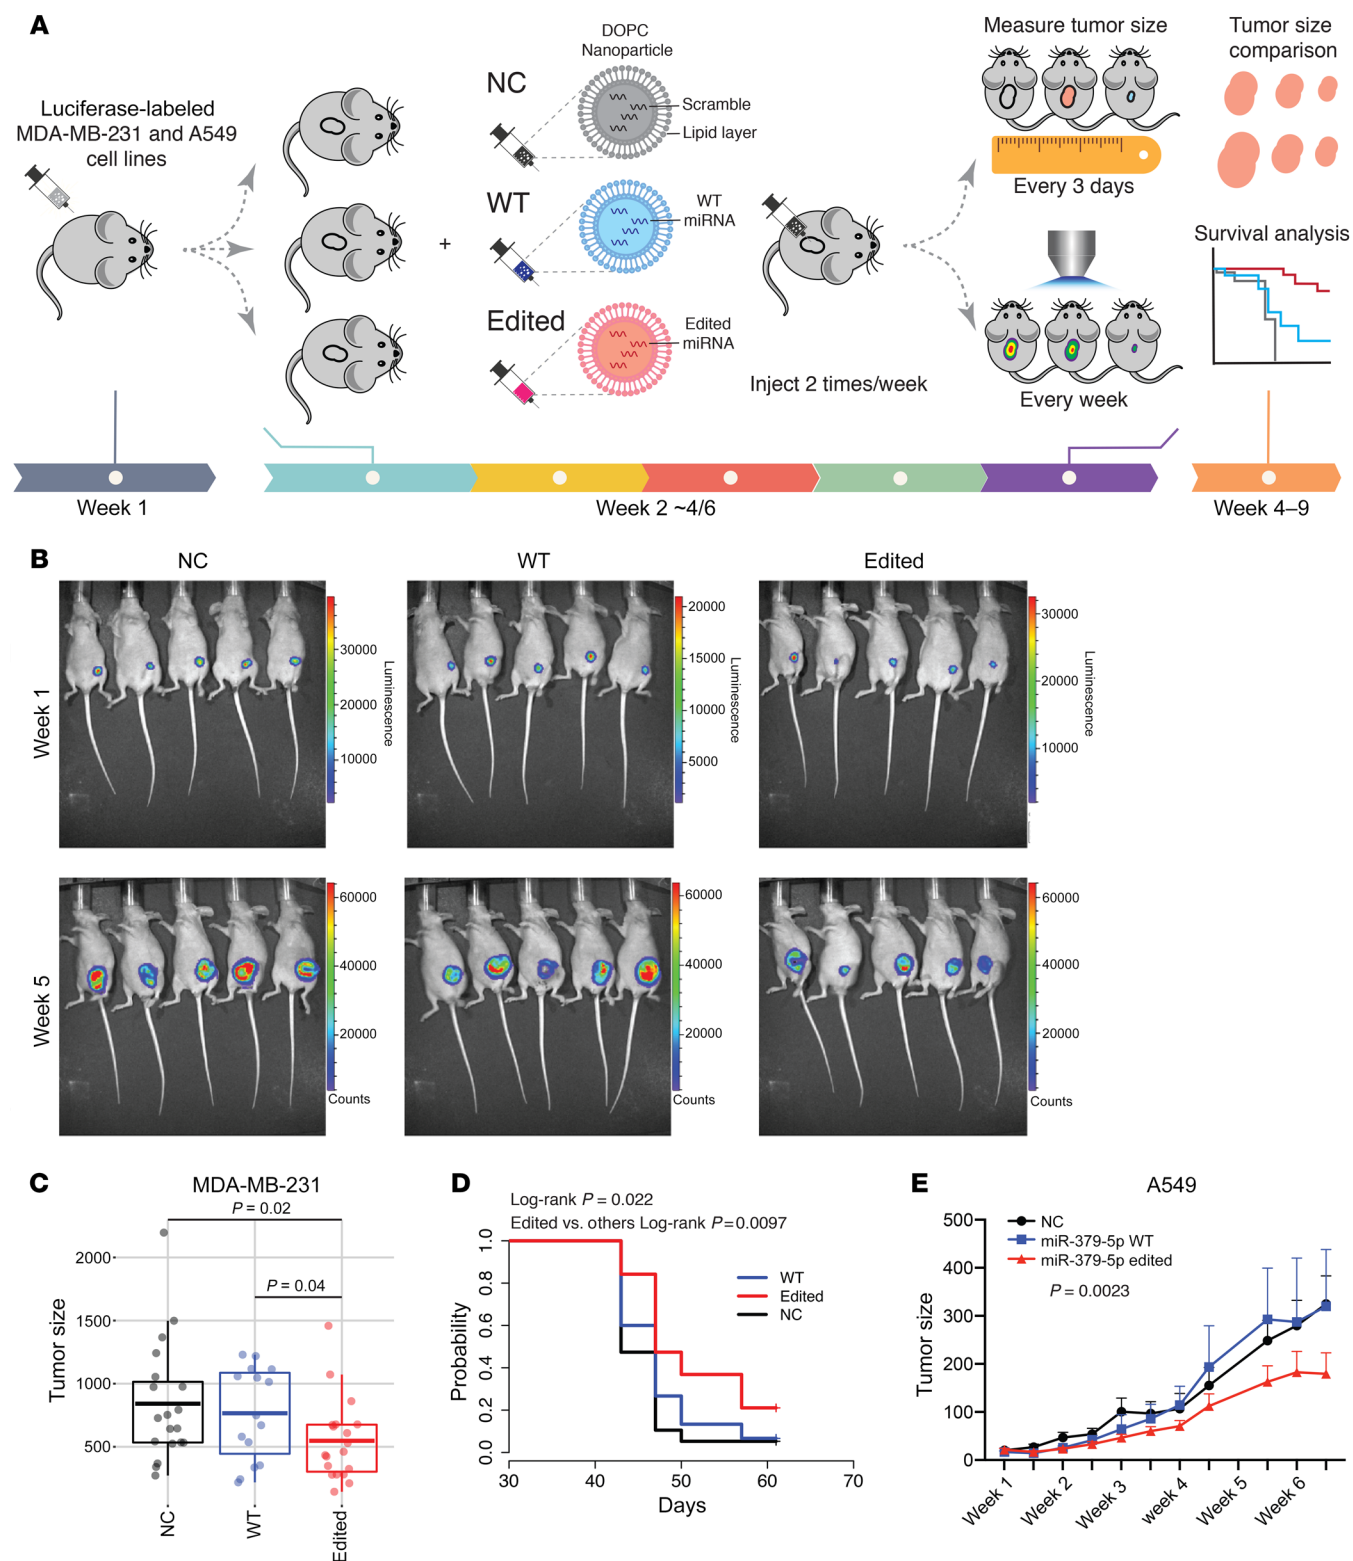 A
Luciferase-labeled
MDA-MB-231 and A549
cell lines
+
DOPC
Nanoparticle
NC
Scramble
Lipid layer
WT
WT
miRNA
Edited
Edited
miRNA
Inject 2 times/week
Measure tumor size
Every 3 days
Every week
Tumor size
comparison
Survival analysis
Week 1
Week 2 ~4/6
Week 4–9
B
NC
WT
Edited
Week 1
30000
20000
10000
Luminescence
20000
15000
10000
5000
Luminescence
30000
20000
10000
Luminescence
Week 5
60000
40000
20000
Counts
60000
40000
20000
Counts
60000
40000
20000
Counts
C
MDA-MB-231
P = 0.02
P = 0.04
Tumor size
2000
1500
1000
500
NC
WT
Edited
D
Log-rank P = 0.022
Edited vs. others Log-rank P=0.0097
Probability
1.0
0.8
0.6
0.4
0.2
0.0
WT
Edited
NC
30
40
50
60
70
Days
E
A549
Tumor size
500
400
300
200
100
0
NC
miR-379-5p WT
miR-379-5p edited
P = 0.0023
Week 1
Week 2
Week 3
week 4
Week 5
Week 6